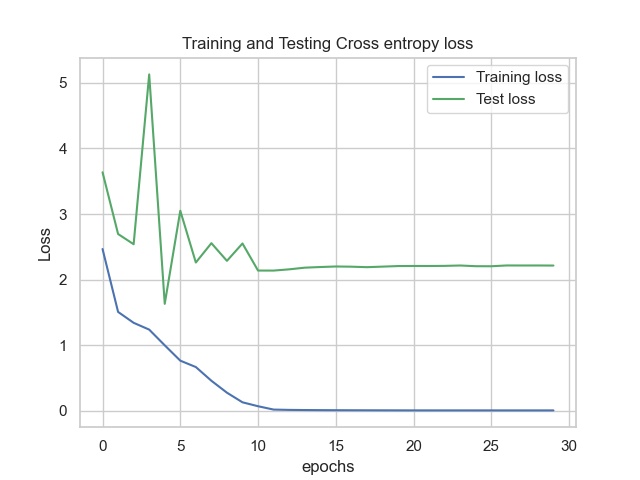 Training and Testing Cross entropy loss
Training loss
Test loss
Loss
5
4
3
2
1
0
0 5 10 15 20 25 30
epochs